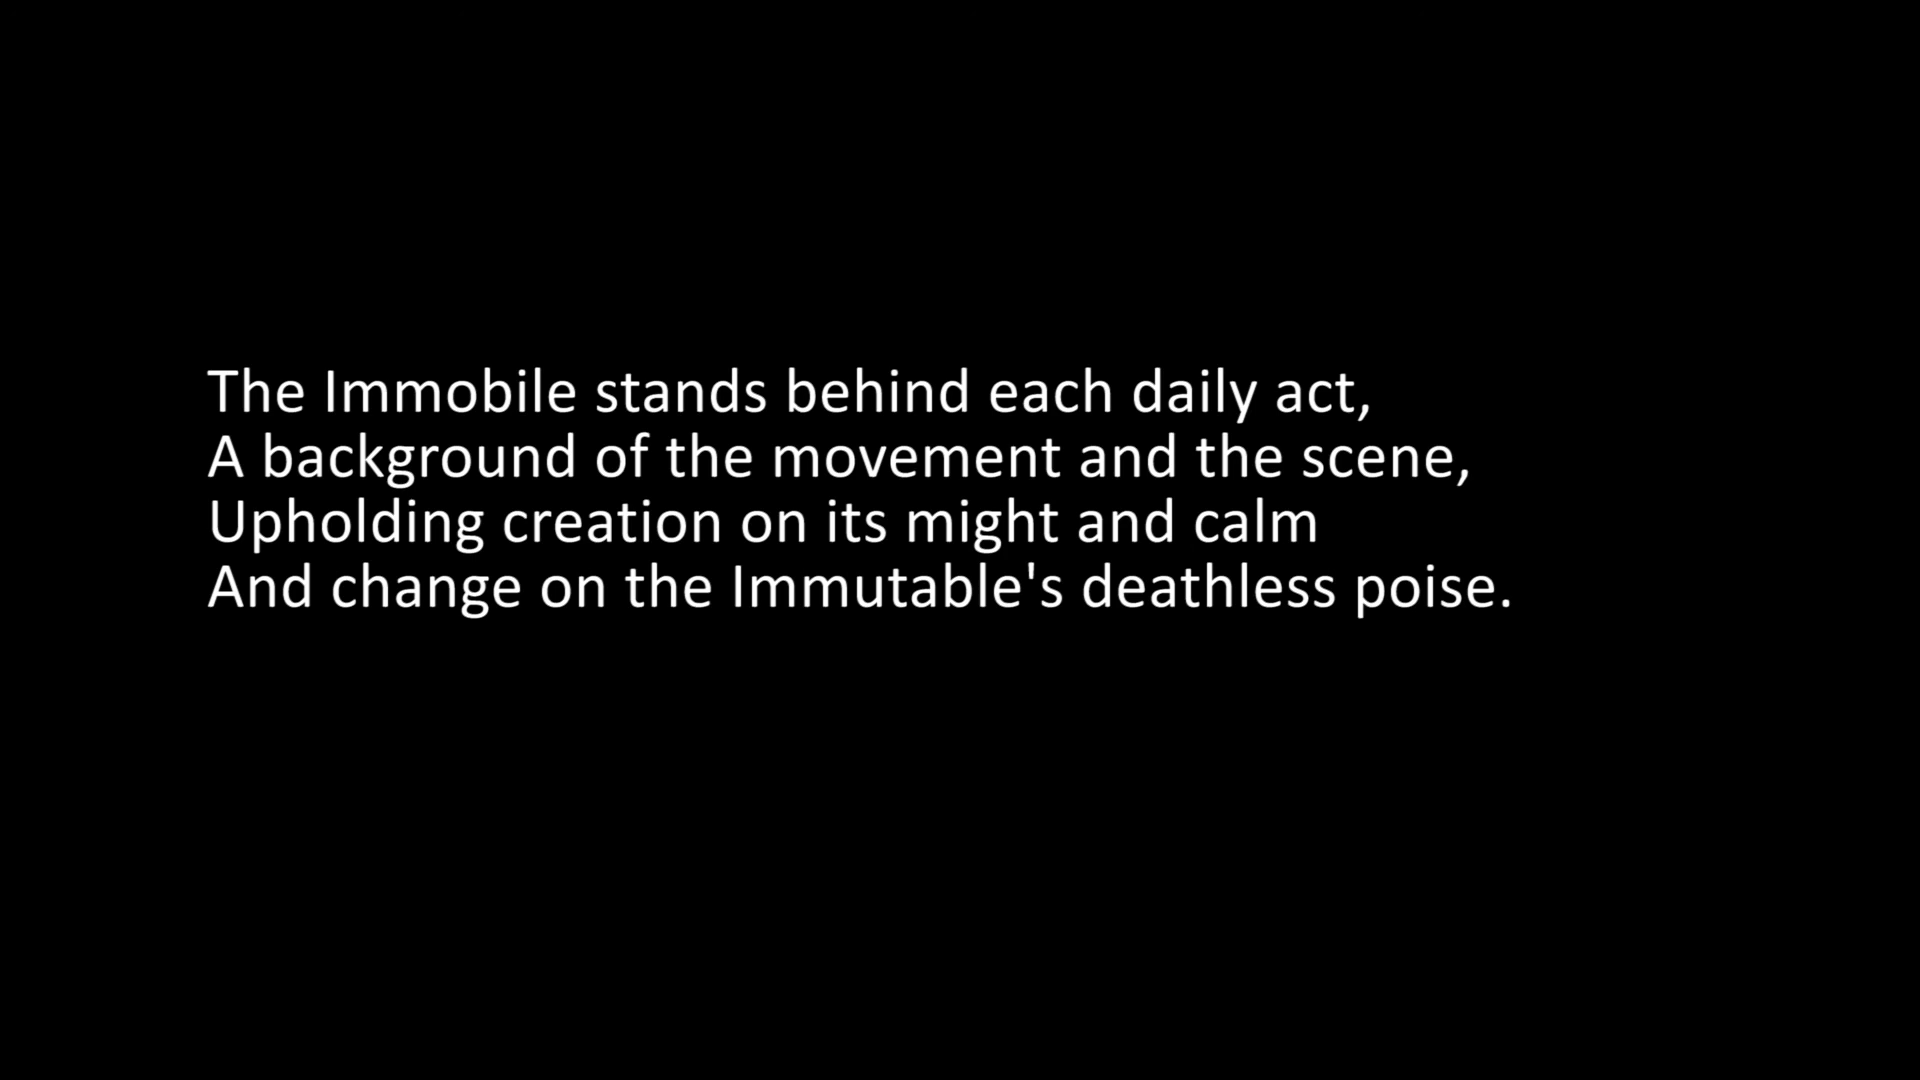 The Immobile stands behind each daily act,
A background of the movement and the scene,
Upholding creation on its might and calm
And change on the Immutable's deathless poise.